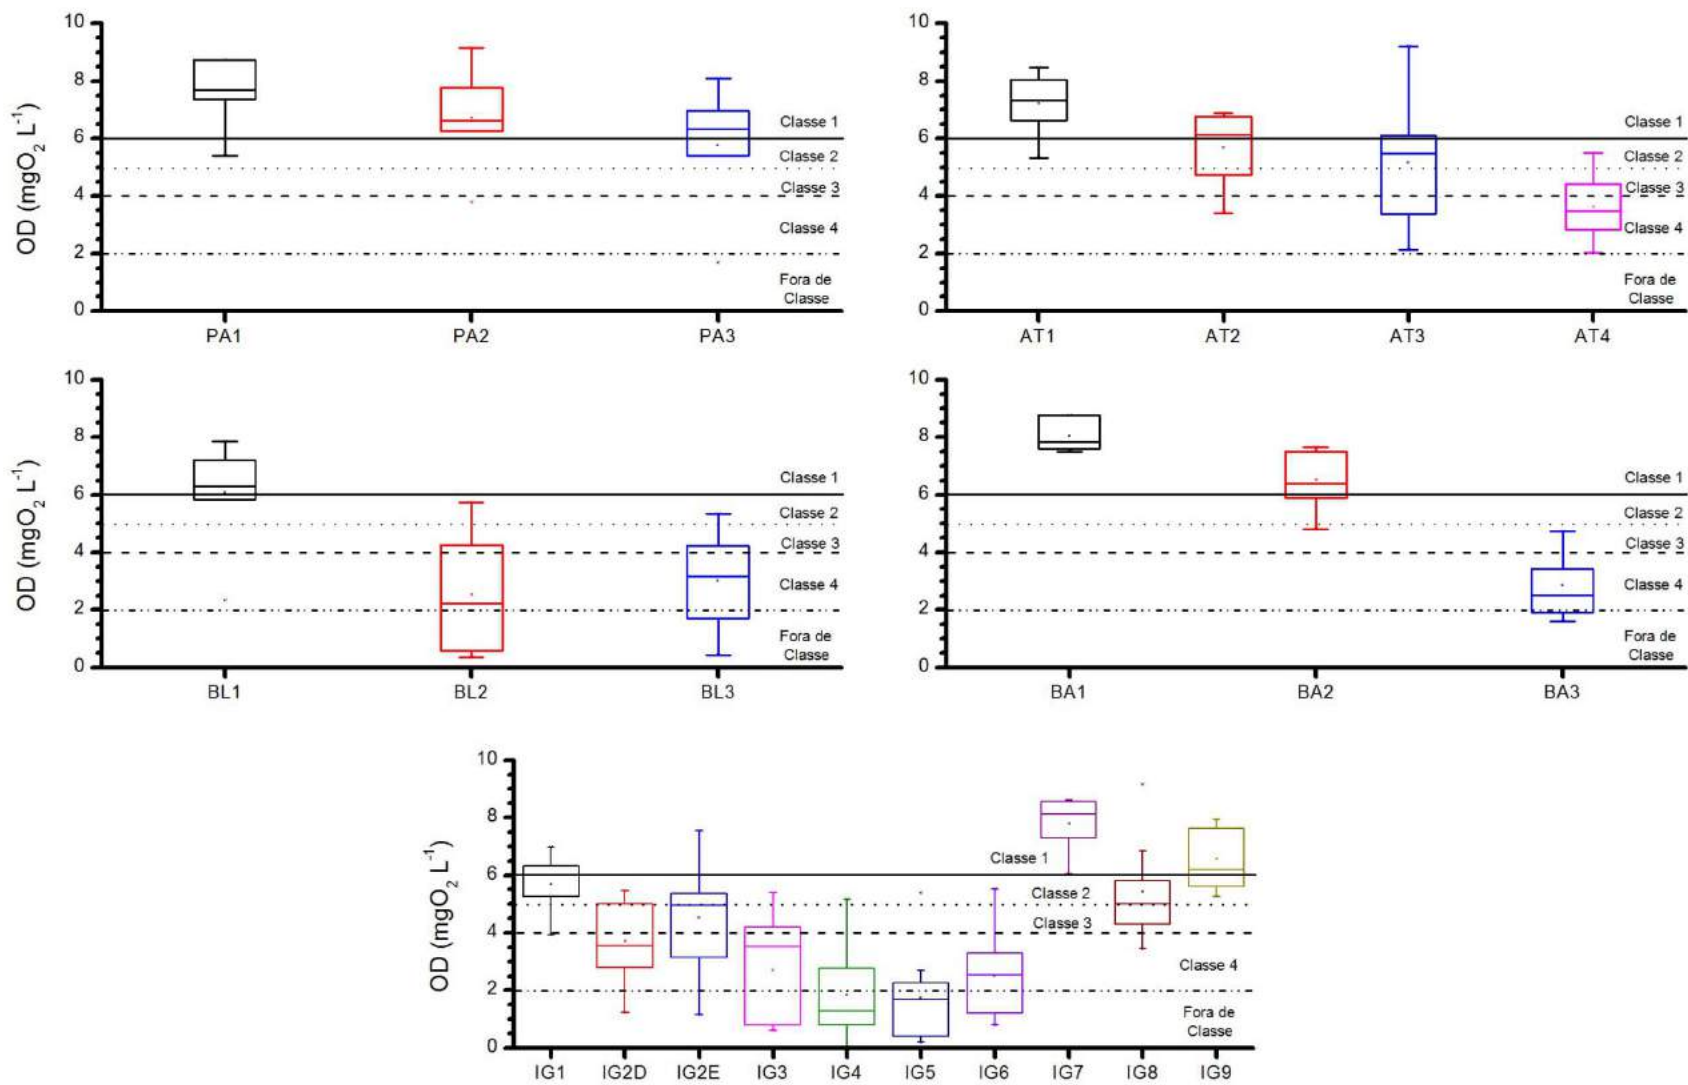 10
8
6
4
2
0
OD (mgO2 L-1)
Classe 1
Classe 2
Classe 3
Classe 4
Fora de
Classe
PA1 PA2 PA3
10
8
6
4
2
0
OD (mgO2 L-1)
Classe 1
Classe 2
Classe 3
Classe 4
Fora de
Classe
AT1 AT2 AT3 AT4
10
8
6
4
2
0
OD (mgO2 L-1)
Classe 1
Classe 2
Classe 3
Classe 4
Fora de
Classe
BL1 BL2 BL3
10
8
6
4
2
0
OD (mgO2 L-1)
Classe 1
Classe 2
Classe 3
Classe 4
Fora de
Classe
BA1 BA2 BA3
10
8
6
4
2
0
OD (mgO2 L-1)
Classe 1
Classe 2
Classe 3
Classe 4
Fora de
Classe
IG1 IG2D IG2E IG3 IG4 IG5 IG6 IG7 IG8 IG9